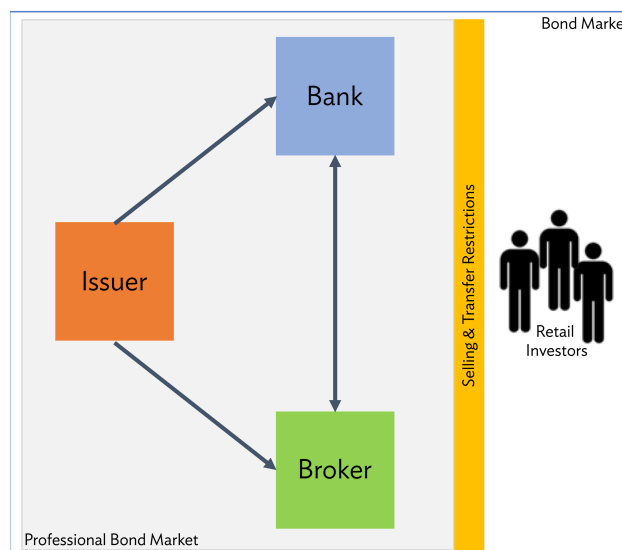 Bond Marke
Bank
Selling & Transfer Restrictions
Issuer
Retail
Investors
Broker
Professional Bond Market